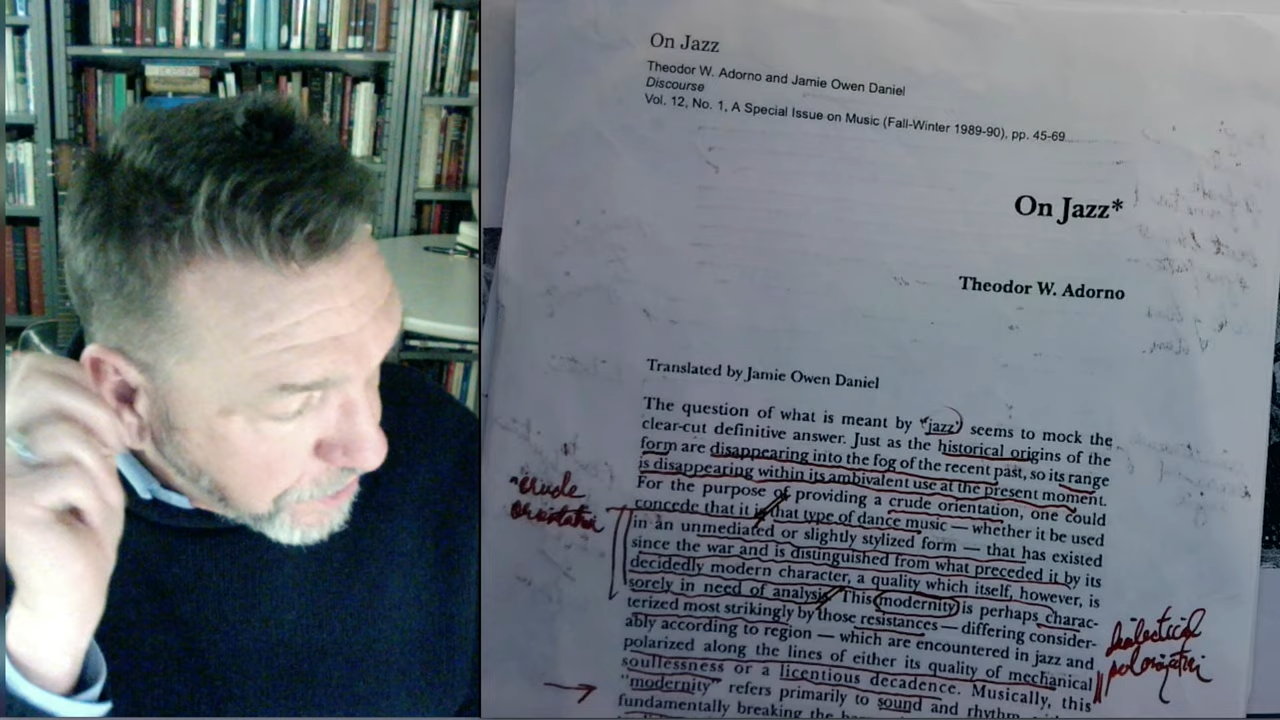 On Jazz
Theodor W. Adorno and Jamie Owen Daniel
Discourse
Vol. 12, No. 1, A Special Issue on Music (Fall-Winter 1989-90), pp. 45-69
On Jazz*
Theodor W. Adorno
Translated by Jamie Owen Daniel
The question of what is meant by "jazz" seems to mock the
clear-cut definitive answer. Just as the historical origins of the
form are disappearing into the fog of the recent past, so its range
is disappearing within its ambivalent use at the present moment.
For the purpose of providing a crude orientation, one could
concede that it is that type of dance music — whether it be used
in an unmediated or slightly stylized form — that has existed
since the war and is distinguished from what preceded it by its
decidedly modern character, a quality which itself, however, is
sorely in need of analysis. This modernity is perhaps charac-
terized most strikingly by those resistances — differing consider-
ably according to region — which are encountered in jazz and
polarized along the lines of either its quality of mechanical
soullessness or a licentious decadence. Musically, this
"modernity" refers primarily to sound and rhythm
fundamentally breaking the
"crude
dialectical